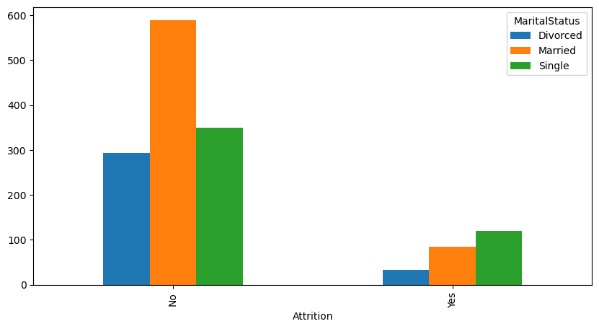 600
500
400
300
200
100
0
MaritalStatus
Divorced
Married
Single
No
Yes
Attrition